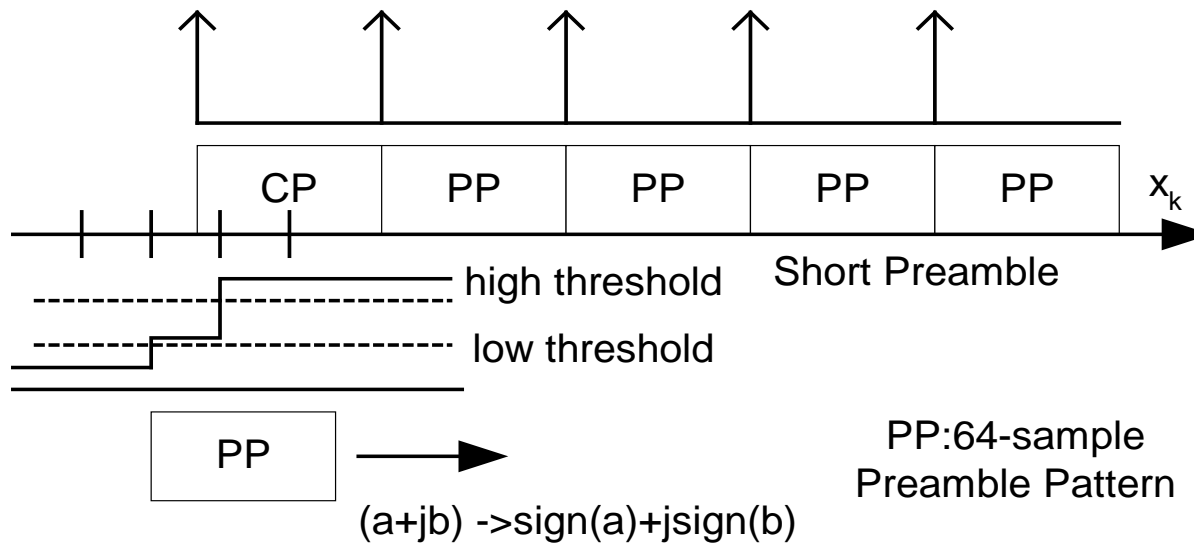 CP PP PP PP PP x_k
Short Preamble
high threshold
low threshold
PP
PP:64-sample
Preamble Pattern
(a+jb) ->sign(a)+jsign(b)